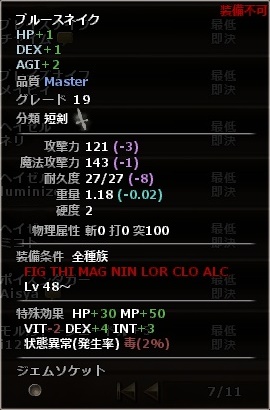 装備不可
ブルースネイク
HP+1
DEX+1
AGI+2
品質 Master
グレード 19
分類 短剣
攻撃力 121 (-3)
魔法攻撃力 143 (-1)
耐久度 27/27 (-8)
重量 1.18 (-0.02)
硬度 2
物理属性 斬0 打0 突100
装備条件 全種族
FIG THI MAG NIN LOR CLO ALC
Lv 48~
特殊効果 HP+30 MP+50
VIT-2 DEX+4 INT+3
状態異常(発生率) 毒(2%)
ジェムソケット
7/11